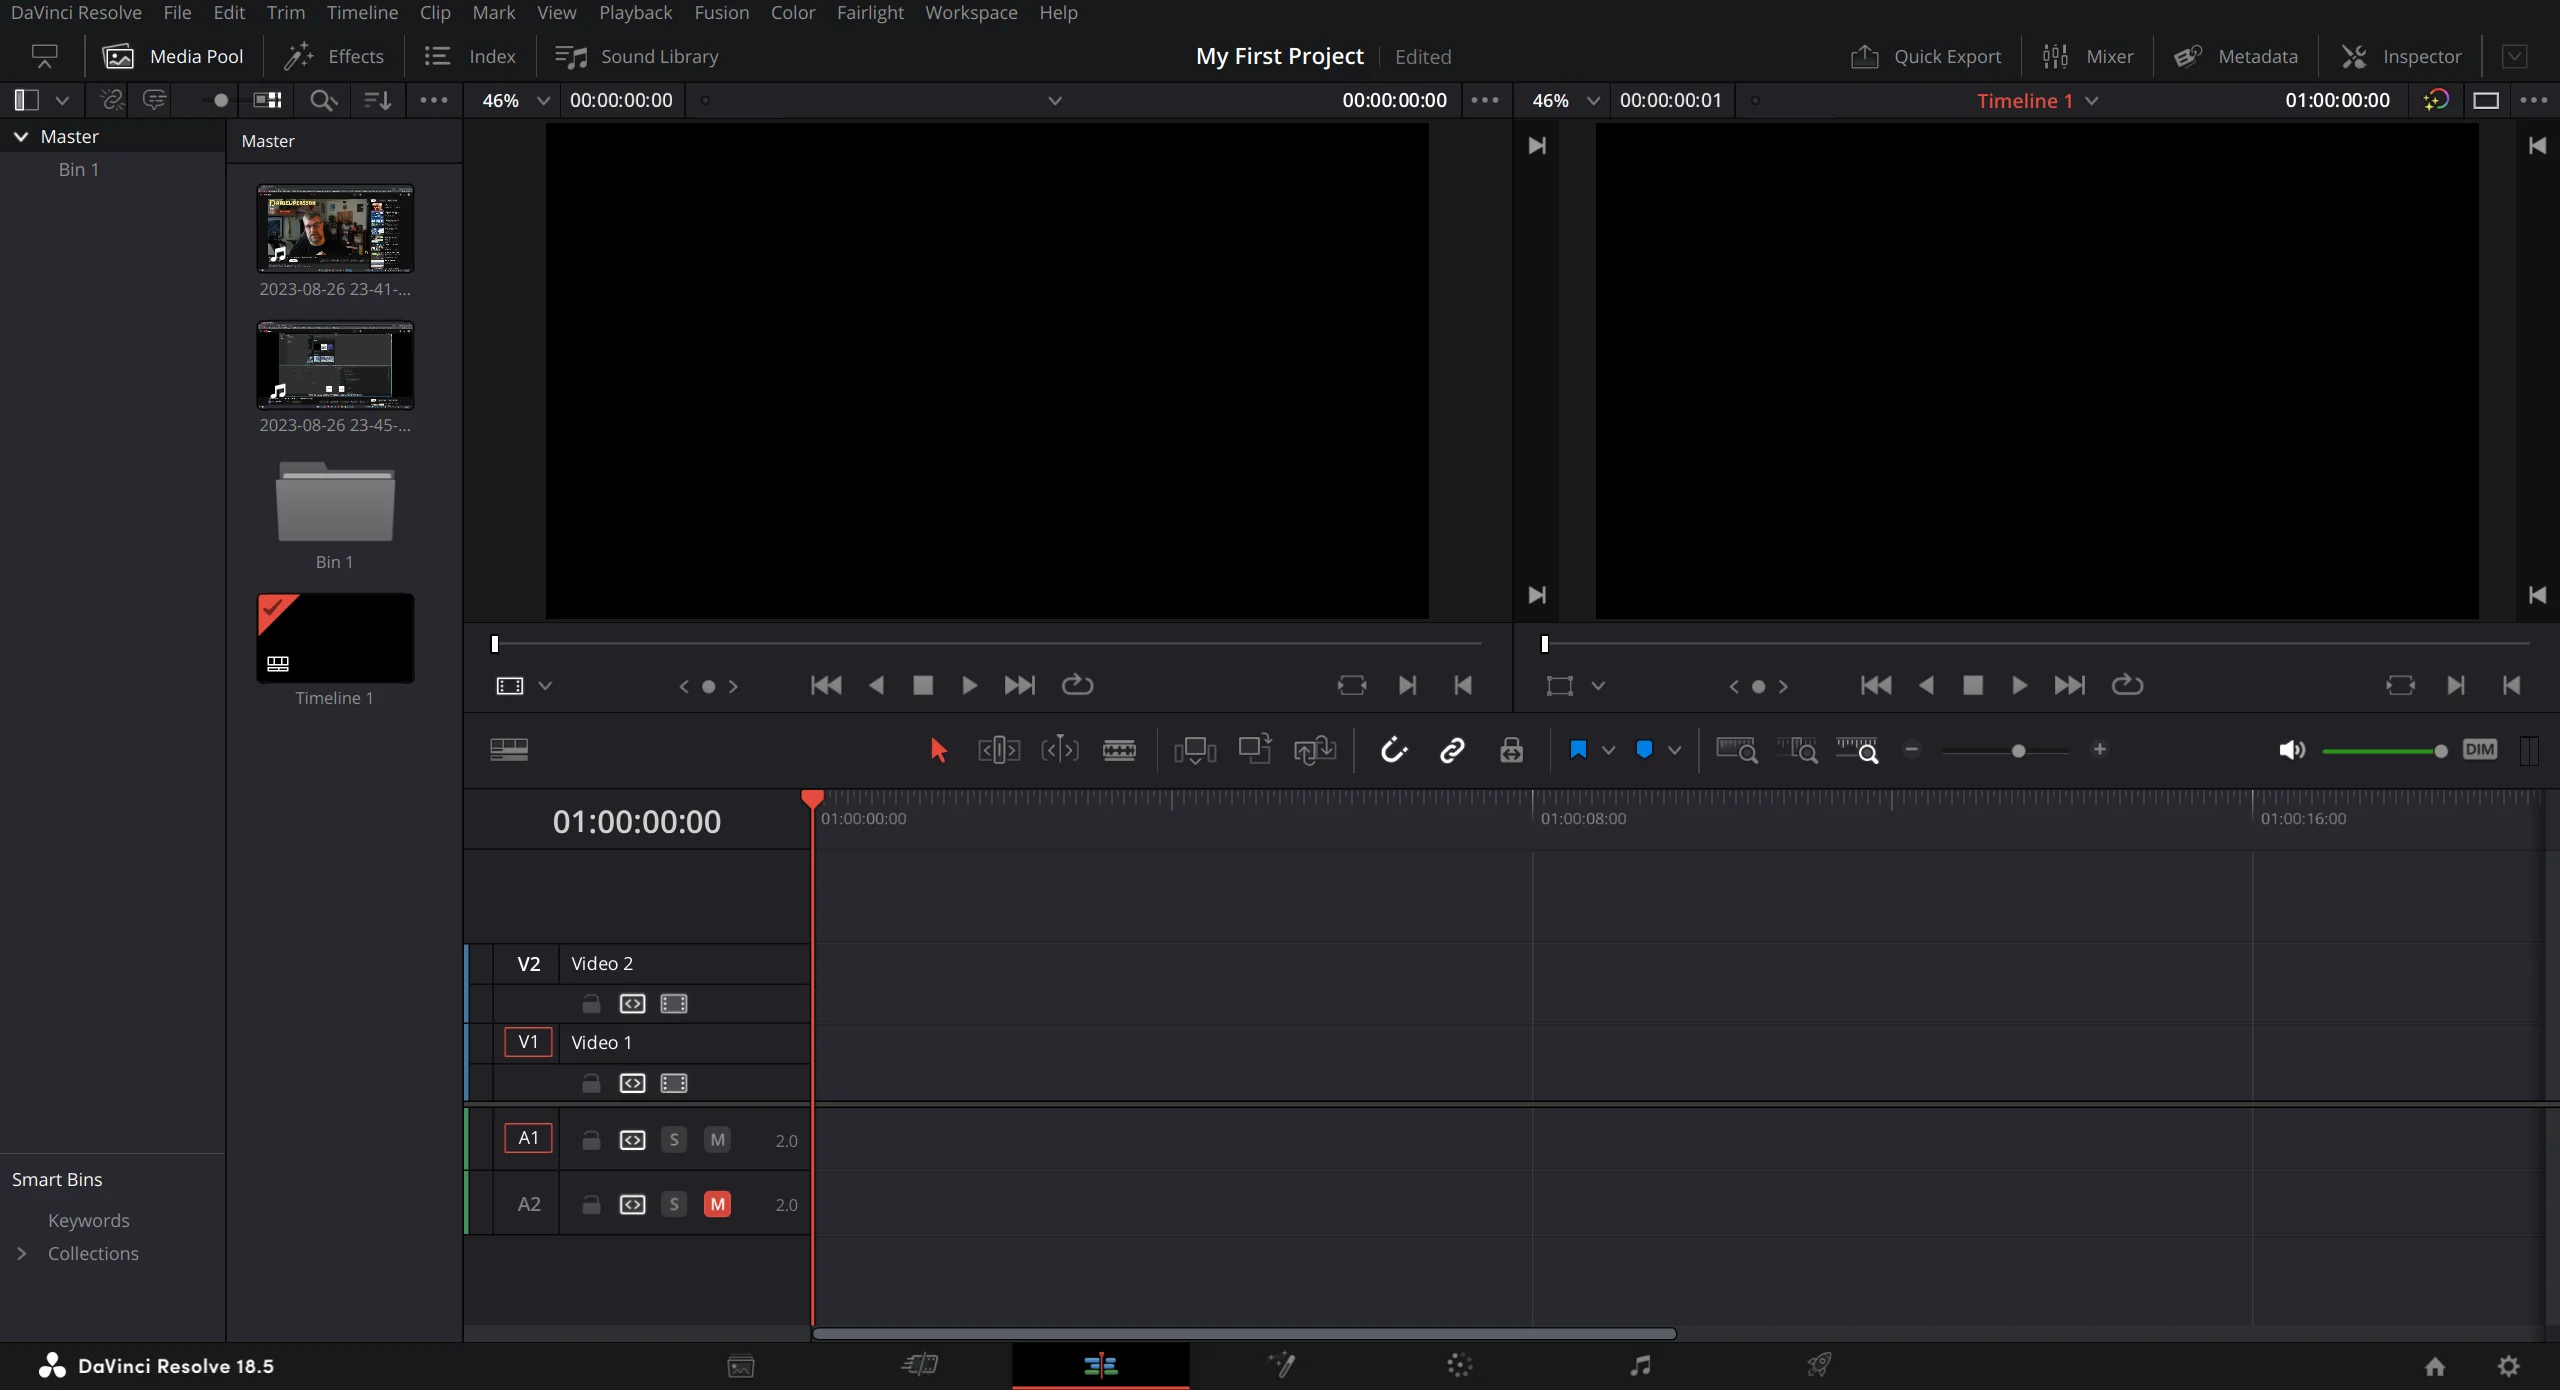 DaVinci Resolve File Edit Trim Timeline Clip Mark View Playback Fusion Color Fairlight Workspace Help
Media Pool Effects Index Sound Library My First Project Edited Quick Export Mixer Metadata Inspector
46% 00:00:00:00 00:00:00:00 46% 00:00:00:01 Timeline 1 01:00:00:00
Master
Bin 1
Master
DANIEL PERSSON
2023-08-26 23-41-...
2023-08-26 23-45-...
Bin 1
Timeline 1
DIM
01:00:00:00
01:00:00:00 01:00:08:00 01:00:16:00
V2 Video 2
V1 Video 1
A1 S M 2.0
A2 S M 2.0
Smart Bins
Keywords
Collections
DaVinci Resolve 18.5